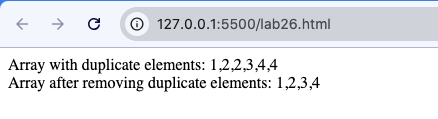 127.0.0.1:5500/lab26.html
Array with duplicate elements: 1,2,2,3,4,4
Array after removing duplicate elements: 1,2,3,4